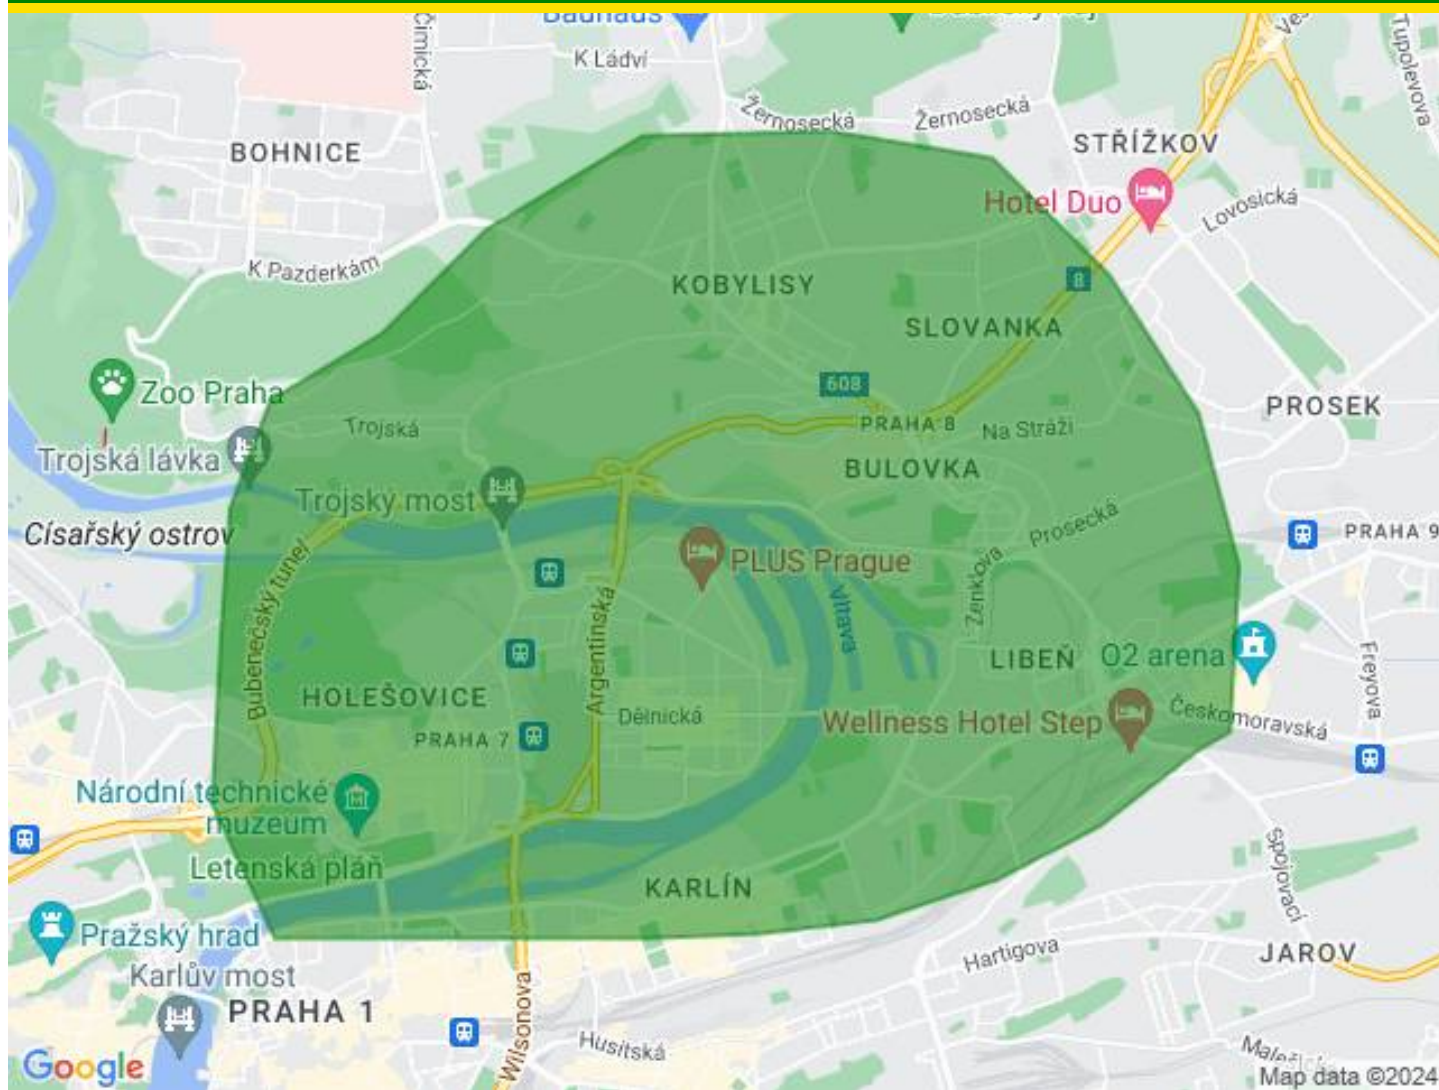 Bauhaus
Čimická
K Ládví
Tupolevova
Žernosecká
Žernosecká
STŘÍŽKOV
BOHNICE
Hotel Duo
Lovosická
K Pazderkám
KOBYLISY
8
SLOVANKA
608
Zoo Praha
PROSEK
Trojská
PRAHA 8
Na Stráži
Trojská lávka
BULOVKA
Trojský most
Prosecká
Císařský ostrov
PRAHA 9
PLUS Prague
Bubenečský tunel
Zenklova
Vltava
Argentinská
LIBEŇ
O2 arena
Freyova
HOLEŠOVICE
Dělnická
Wellness Hotel Step
Českomoravská
PRAHA 7
Národní technické
muzeum
Letenská pláň
KARLÍN
Spojovací
Pražský hrad
Hartigova
JAROV
Karlův most
PRAHA 1
Wilsonova
Husitská
Google
Map data ©2024